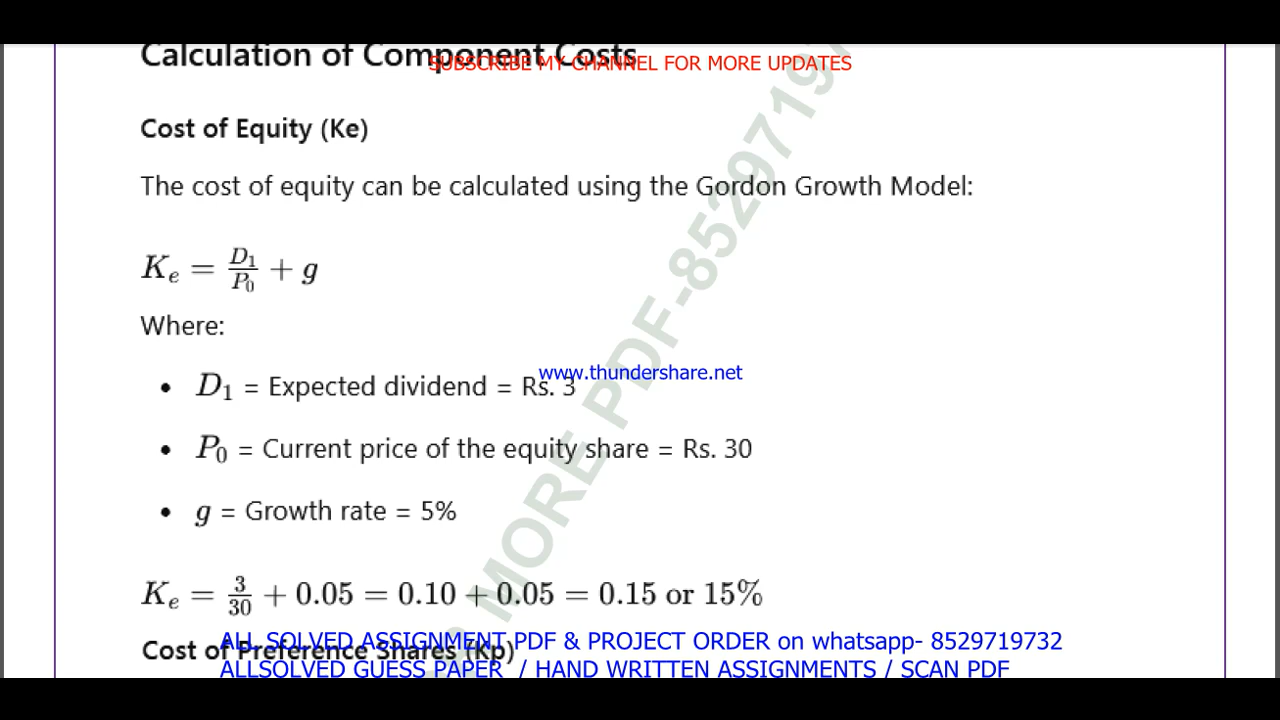 Calculation of Component Costs
SUBSCRIBE MY CHANNEL FOR MORE UPDATES
Cost of Equity (Ke)
The cost of equity can be calculated using the Gordon Growth Model:
Kₑ = D₁/P₀ + g
Where:
www.thundershare.net
• D₁ = Expected dividend = Rs. 3
• P₀ = Current price of the equity share = Rs. 30
• g = Growth rate = 5%
Kₑ = 3/30 + 0.05 = 0.10 + 0.05 = 0.15 or 15%
Cost of Preference Shares (Kp)
ALL SOLVED ASSIGNMENT PDF & PROJECT ORDER on whatsapp- 8529719732
ALLSOLVED GUESS PAPER / HAND WRITTEN ASSIGNMENTS / SCAN PDF
MORE PDF-8529719